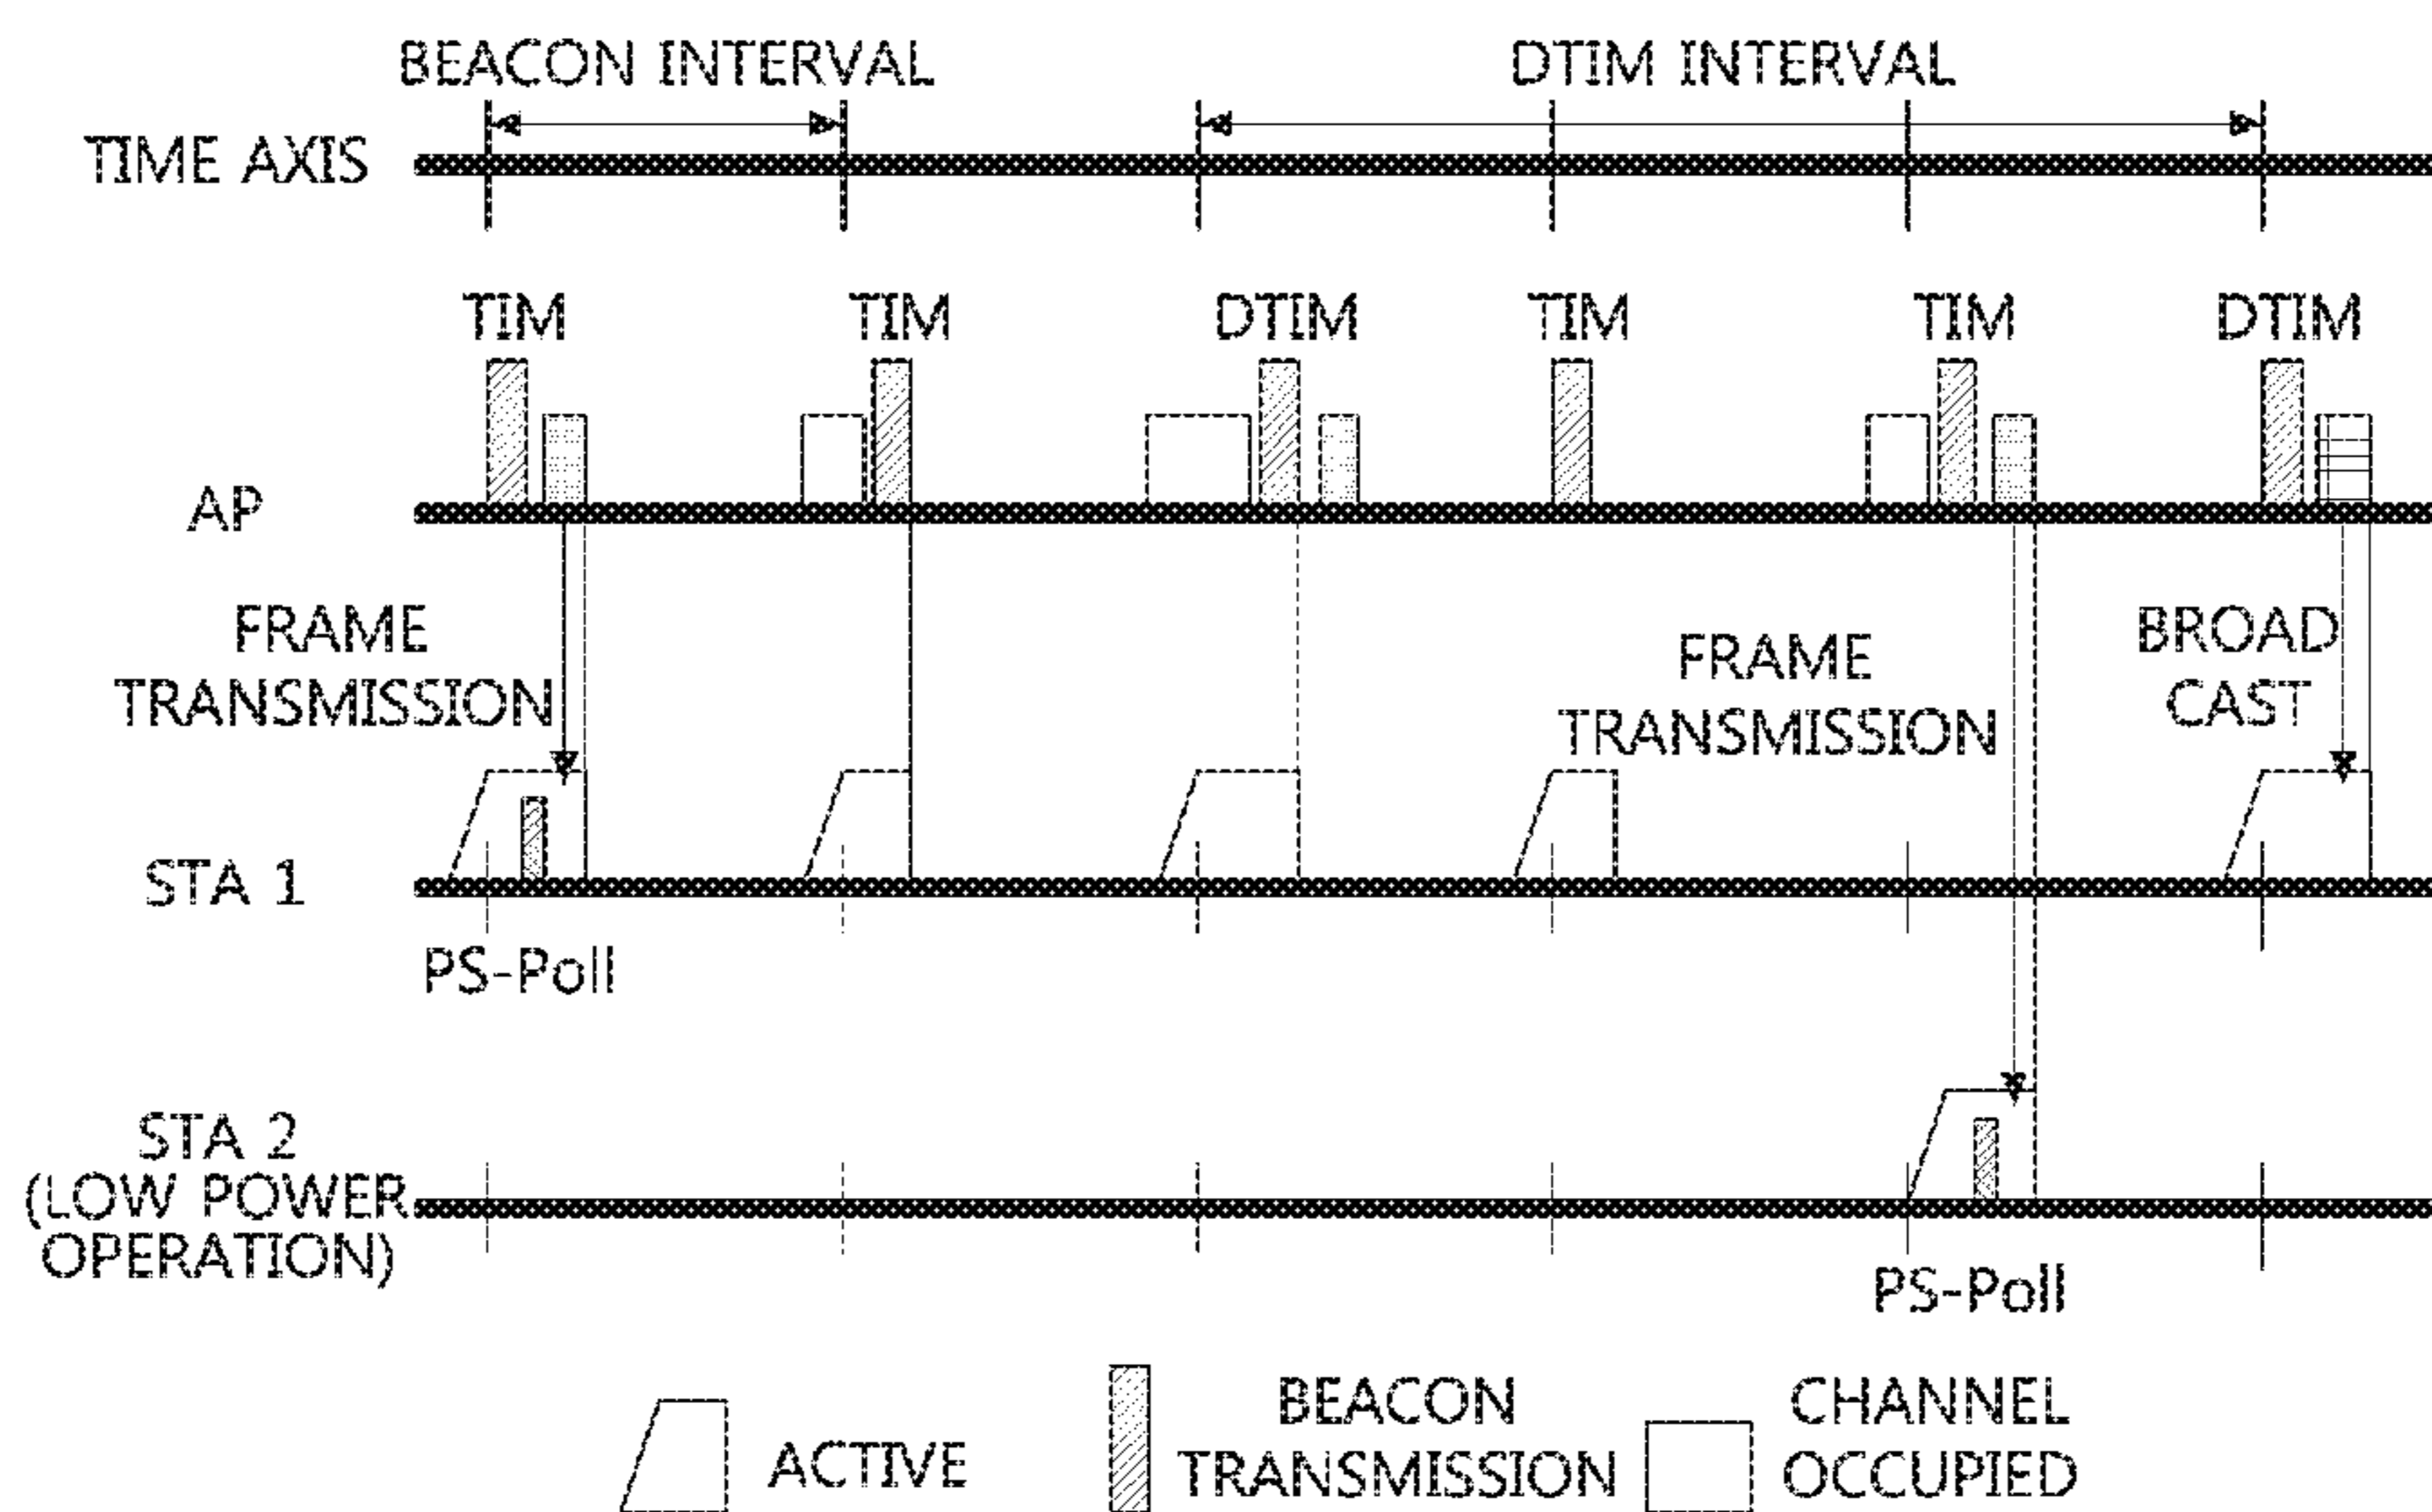 BEACON INTERVAL
DTIM INTERVAL
TIME AXIS
TIM
TIM
DTIM
TIM
TIM
DTIM
AP
FRAME
TRANSMISSION
FRAME
TRANSMISSION
BROAD
CAST
STA 1
PS-Poll
STA 2
(LOW POWER
OPERATION)
PS-Poll
ACTIVE
BEACON
TRANSMISSION
CHANNEL
OCCUPIED